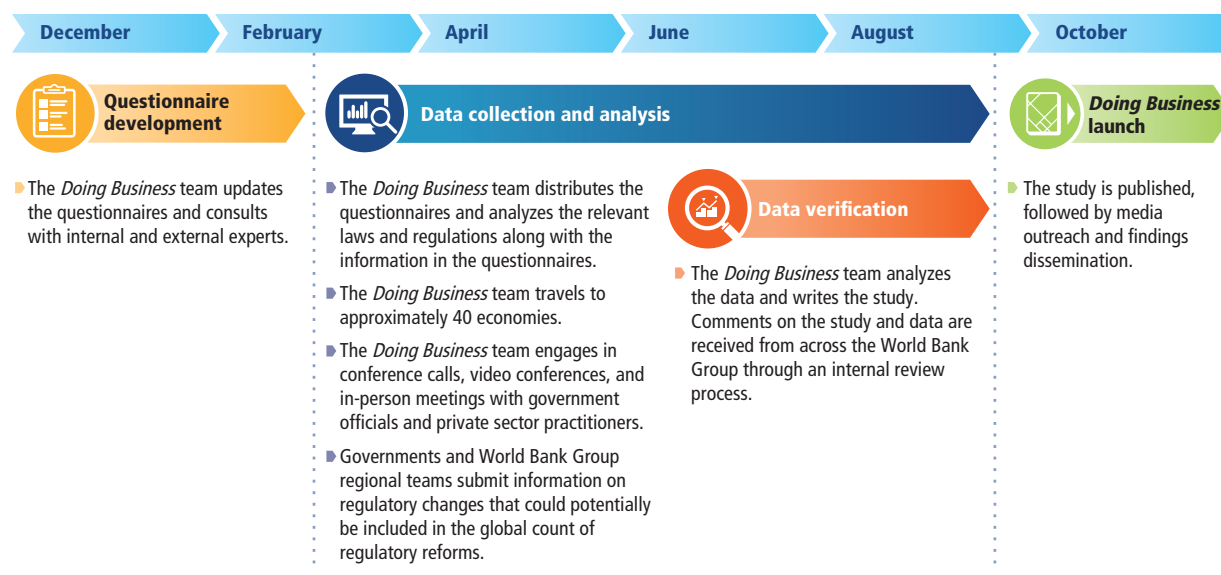 December
February
April
June
August
October
Questionnaire
development
The Doing Business team updates
the questionnaires and consults
with internal and external experts.
Data collection and analysis
The Doing Business team distributes the
questionnaires and analyzes the relevant
laws and regulations along with the
information in the questionnaires.
The Doing Business team travels to
approximately 40 economies.
The Doing Business team engages in
conference calls, video conferences, and
in-person meetings with government
officials and private sector practitioners.
Governments and World Bank Group
regional teams submit information on
regulatory changes that could potentially
be included in the global count of
regulatory reforms.
Data verification
The Doing Business team analyzes
the data and writes the study.
Comments on the study and data are
received from across the World Bank
Group through an internal review
process.
Doing Business
launch
The study is published,
followed by media
outreach and findings
dissemination.